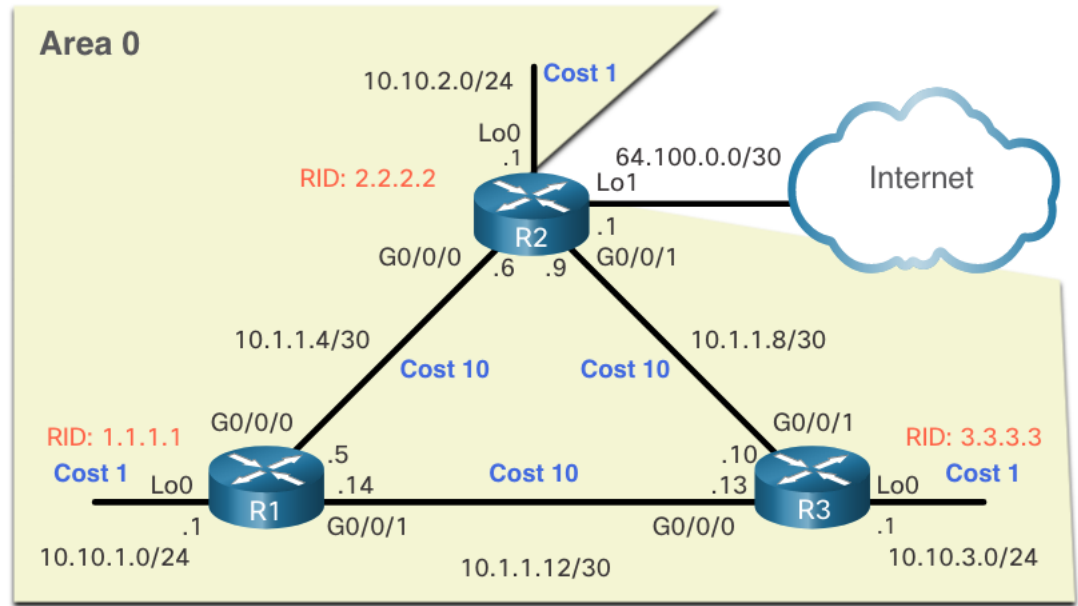 Area 0
10.10.2.0/24
Cost 1
Lo0
.1
64.100.0.0/30
Internet
RID: 2.2.2.2
Lo1
.1
R2
G0/0/0
.6
.9
G0/0/1
10.1.1.4/30
10.1.1.8/30
Cost 10
Cost 10
RID: 1.1.1.1
G0/0/0
G0/0/1
RID: 3.3.3.3
Cost 1
.5
Cost 10
.10
Cost 1
Lo0
.14
.13
Lo0
R1
R3
.1
G0/0/1
G0/0/0
.1
10.10.1.0/24
10.1.1.12/30
10.10.3.0/24